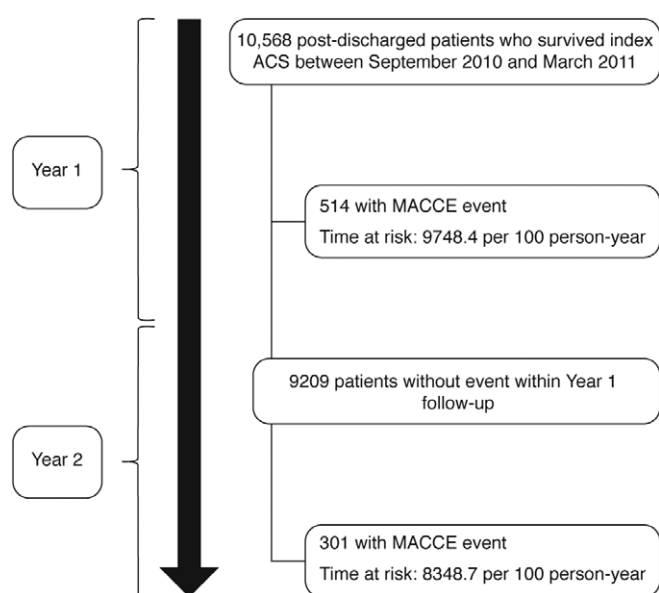 10,568 post-discharged patients who survived index
ACS between September 2010 and March 2011
Year 1
514 with MACCE event
Time at risk: 9748.4 per 100 person-year
9209 patients without event within Year 1
follow-up
Year 2
301 with MACCE event
Time at risk: 8348.7 per 100 person-year